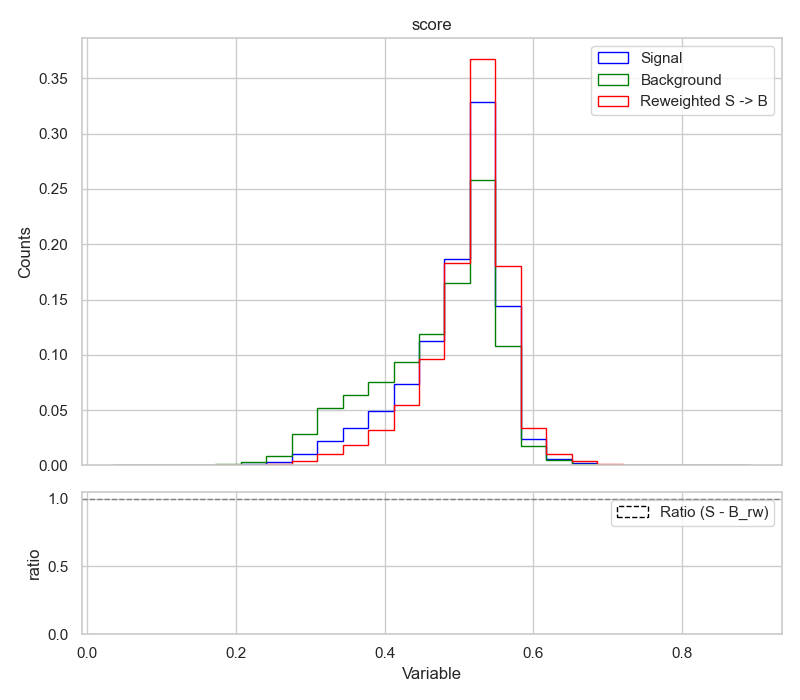 score
Signal
Background
Reweighted S -> B
Counts
0.35
0.30
0.25
0.20
0.15
0.10
0.05
0.00
Ratio (S - B_rw)
ratio
1.0
0.5
0.0
0.0 0.2 0.4 0.6 0.8
Variable